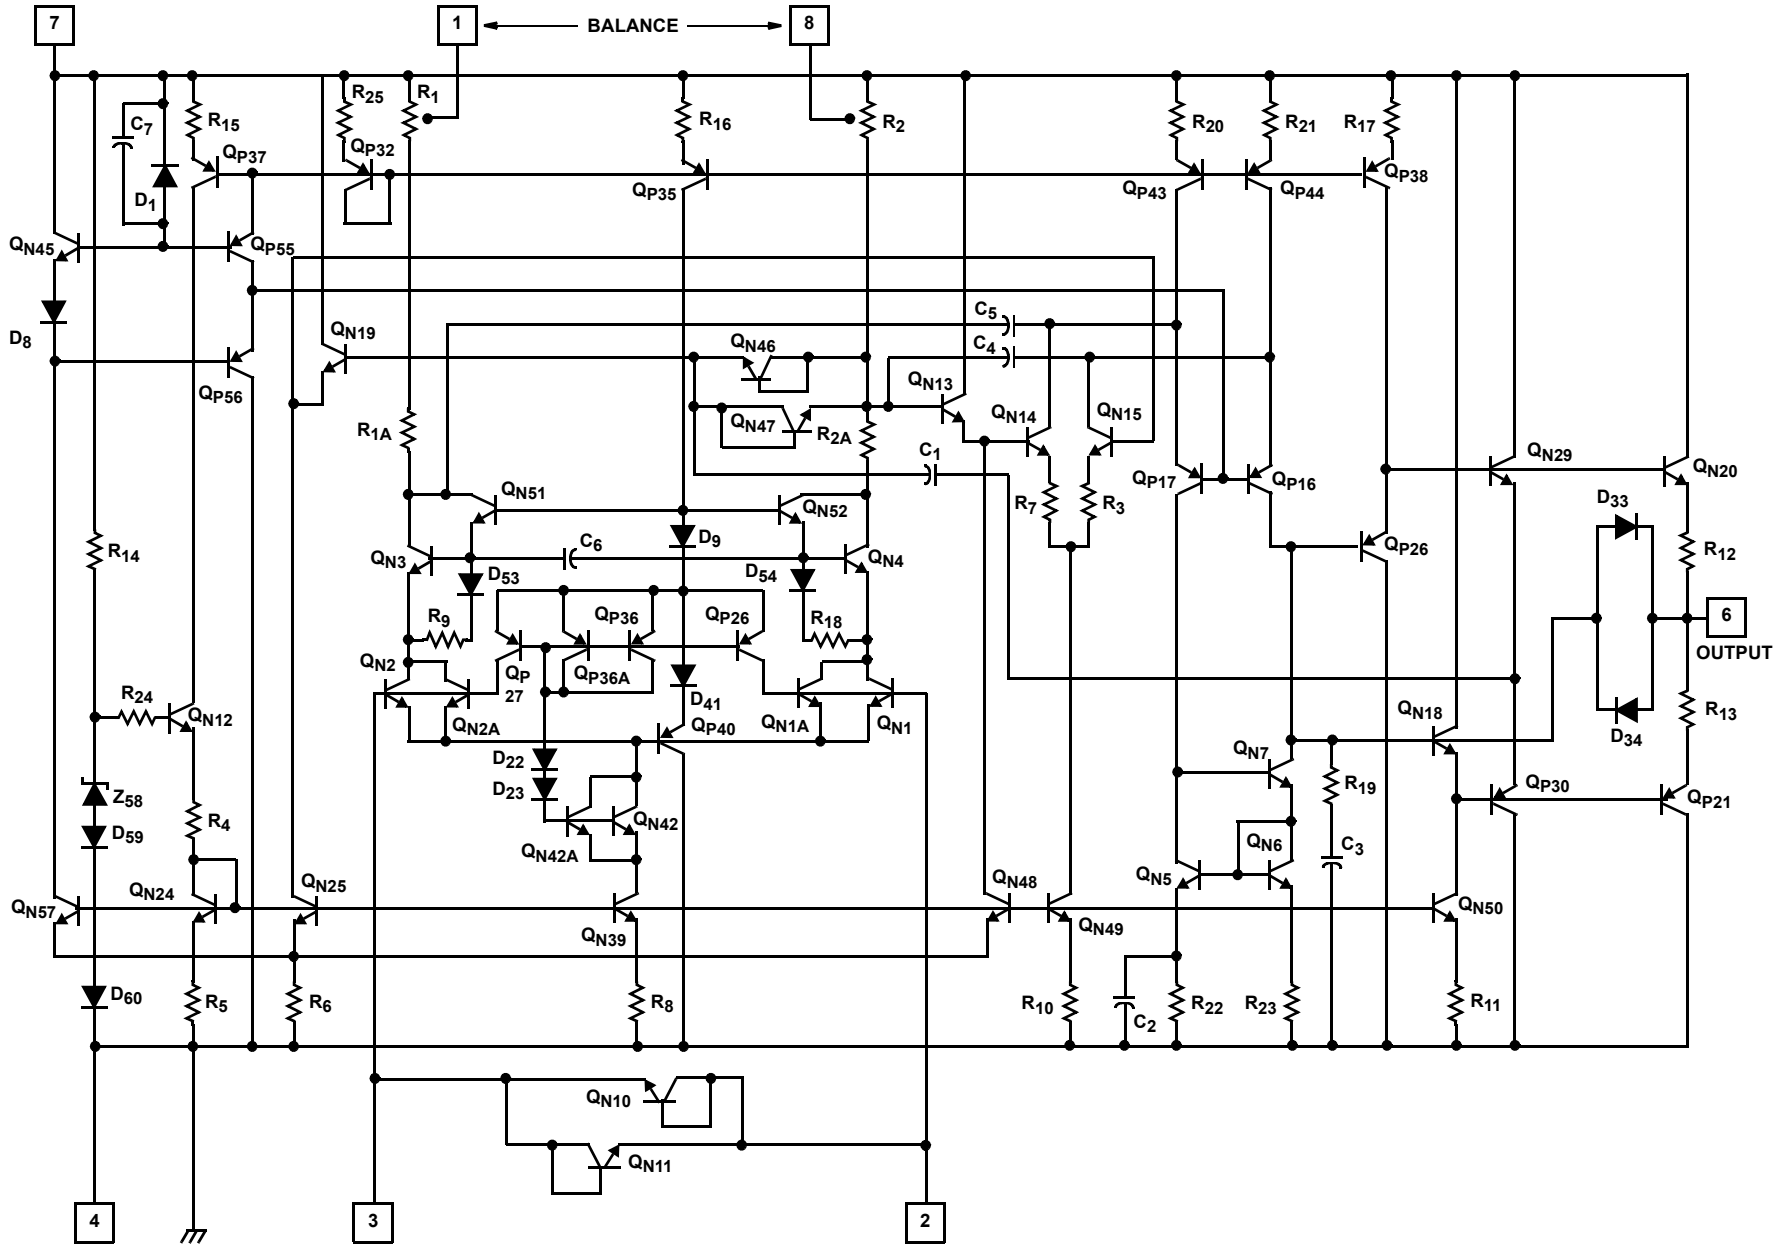 7
1
BALANCE
8
R25
R1
R16
R2
R20
R21
R17
C7
R15
QP37
QP32
D1
QP35
QP43
QP44
QP38
QN45
QP55
D8
QN19
QP56
C5
C4
QN46
QN13
QN14
QN15
QN47
R2A
R1A
C1
QN51
QN52
R7
R3
QP17
QP16
QN29
QN20
D33
R14
QN3
C6
D9
QN4
QP26
R12
D53
D54
R9
QP36
QP26
R18
6
OUTPUT
QN2
QP
27
QP36A
D41
R24
QN12
QN2A
QP40
QN1A
QN1
QN18
R13
D34
D22
D23
QN7
R19
QP30
QP21
Z58
D59
R4
QN42
QN42A
QN6
C3
QN5
QN57
QN24
QN25
QN39
QN48
QN49
QN50
D60
R5
R6
R8
R10
C2
R22
R23
R11
QN10
QN11
4
3
2